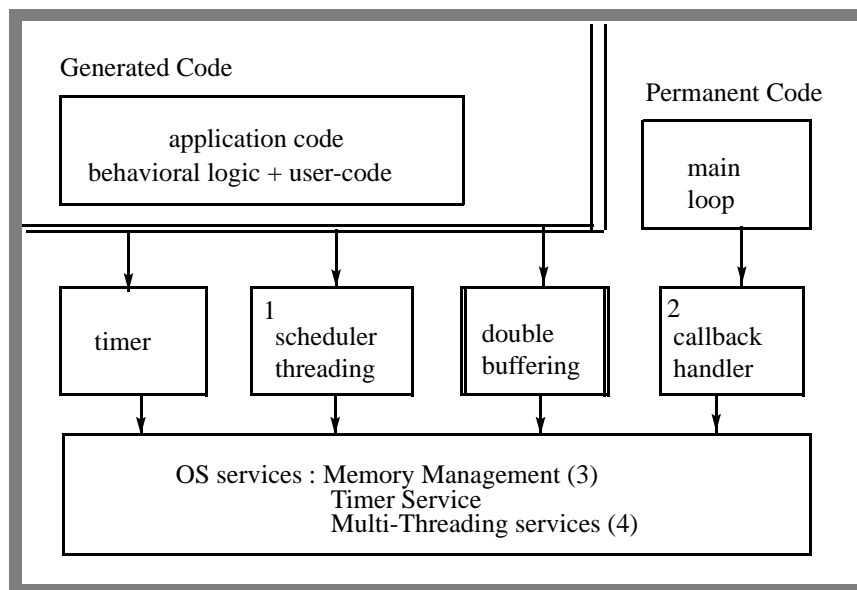 Generated Code
application code
behavioral logic + user-code
Permanent Code
main
loop
timer
1
scheduler
threading
double
buffering
2
callback
handler
OS services : Memory Management (3)
Timer Service
Multi-Threading services (4)